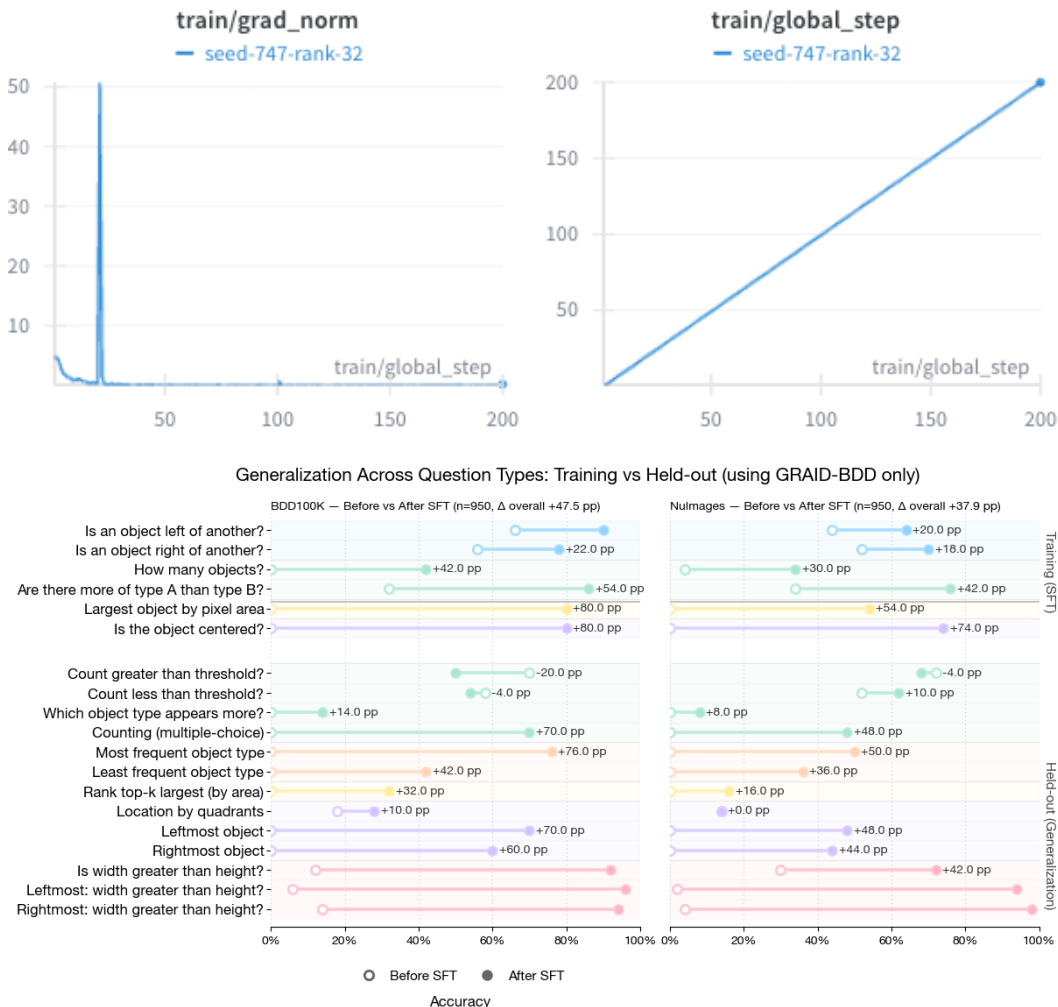 train/grad_norm
seed-747-rank-32
50
40
30
20
10
train/global_step
50
100
150
200
train/global_step
seed-747-rank-32
200
150
100
50
train/global_step
50
100
150
200
Generalization Across Question Types: Training vs Held-out (using GRAID-BDD only)
BDD100K — Before vs After SFT (n=950, Δ overall +47.5 pp)
NuImages — Before vs After SFT (n=950, Δ overall +37.9 pp)
Is an object left of another?
+20.0 pp
Is an object right of another?
+22.0 pp
+18.0 pp
How many objects?
+42.0 pp
+30.0 pp
Are there more of type A than type B?
+54.0 pp
+42.0 pp
Largest object by pixel area
+80.0 pp
+54.0 pp
Is the object centered?
+80.0 pp
+74.0 pp
Training (SFT)
Count greater than threshold?
-20.0 pp
-4.0 pp
Count less than threshold?
-4.0 pp
+10.0 pp
Which object type appears more?
+14.0 pp
+8.0 pp
Counting (multiple-choice)
+70.0 pp
+48.0 pp
Most frequent object type
+76.0 pp
+50.0 pp
Least frequent object type
+42.0 pp
+36.0 pp
Rank top-k largest (by area)
+32.0 pp
+16.0 pp
Location by quadrants
+10.0 pp
+0.0 pp
Leftmost object
+70.0 pp
+48.0 pp
Rightmost object
+60.0 pp
+44.0 pp
Is width greater than height?
+42.0 pp
Leftmost: width greater than height?
Rightmost: width greater than height?
Held-out (Generalization)
0%
20%
40%
60%
80%
100%
0%
20%
40%
60%
80%
100%
Before SFT
After SFT
Accuracy